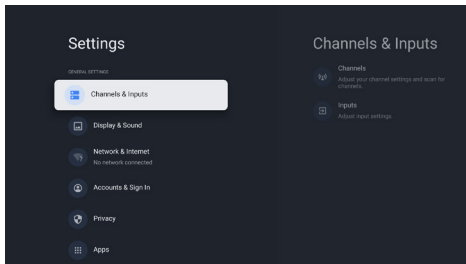 Settings
GENERAL SETTINGS
Channels & Inputs
Display & Sound
Network & Internet
No network connected
Accounts & Sign In
Privacy
Apps
Channels & Inputs
Channels
Adjust your channel settings and scan for
channels.
Inputs
Adjust input settings